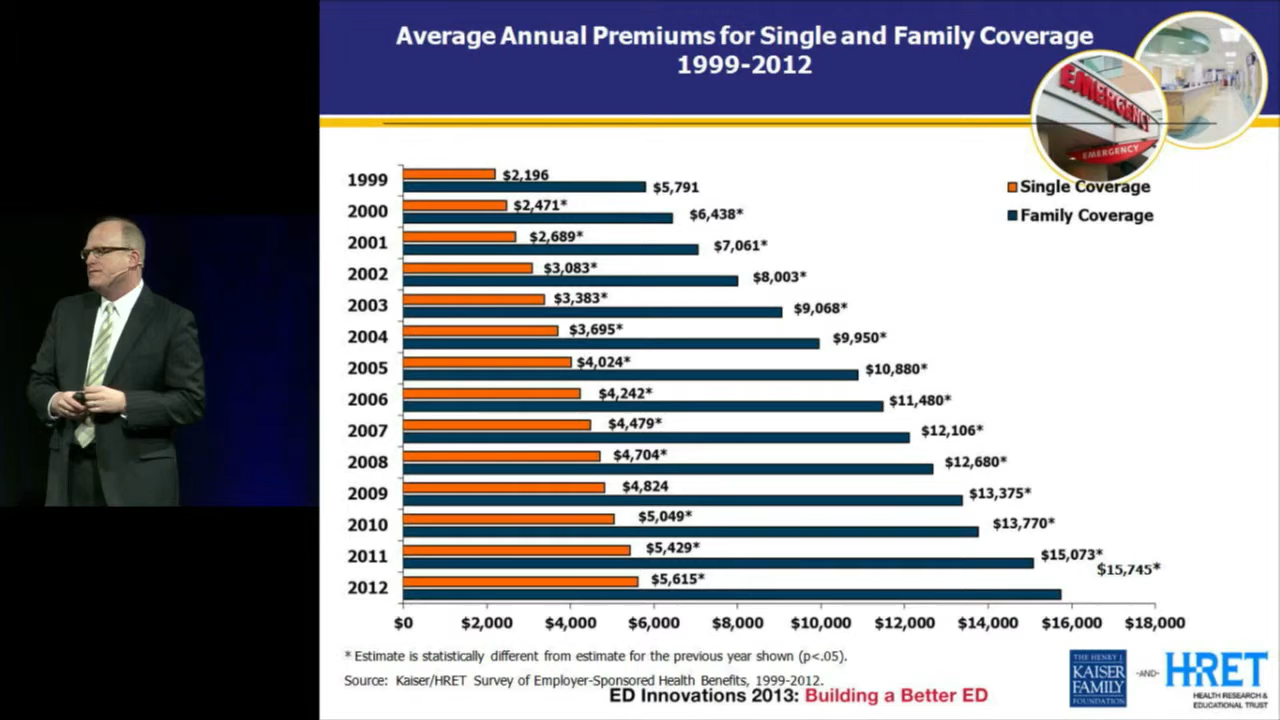 Average Annual Premiums for Single and Family Coverage
1999-2012
EMERGENCY
EMERGENCY
Single Coverage
Family Coverage
1999 $2,196
$5,791
2000 $2,471*
$6,438*
2001 $2,689*
$7,061*
2002 $3,083*
$8,003*
2003 $3,383*
$9,068*
2004 $3,695*
$9,950*
2005 $4,024*
$10,880*
2006 $4,242*
$11,480*
2007 $4,479*
$12,106*
2008 $4,704*
$12,680*
2009 $4,824
$13,375*
2010 $5,049*
$13,770*
2011 $5,429*
$15,073*
2012 $5,615*
$15,745*
$0 $2,000 $4,000 $6,000 $8,000 $10,000 $12,000 $14,000 $16,000 $18,000
* Estimate is statistically different from estimate for the previous year shown (p<.05).
Source: Kaiser/HRET Survey of Employer-Sponsored Health Benefits, 1999-2012.
ED Innovations 2013: Building a Better ED
THE HENRY J.
KAISER
FAMILY
FOUNDATION
-AND-
HRET
HEALTH RESEARCH &
EDUCATIONAL TRUST